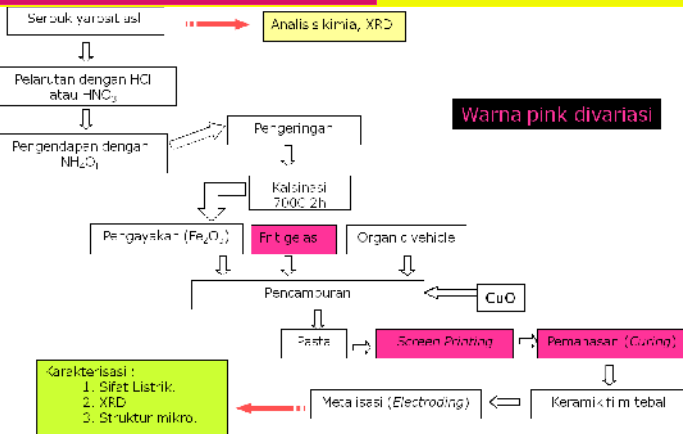 Serbuk yarosit asl
Analisis kimia, XRD
Pelarutan dengan HCl
atau HNO₃
Warna pink divariasi
Pengeringan
Pengendapan dengan
Kalsinasi
700C 2h
Pengayakan (Fe₂O₃)
Frit gelas
Organic vehicle
Pencampuran
CuO
Pasta
Screen Printing
Pemanasan (Curing)
Karakterisasi :
1. Sifat Listrik.
2. XRD
3. Struktur mikro.
Metalisasi (Electroding)
Keramik film tebal